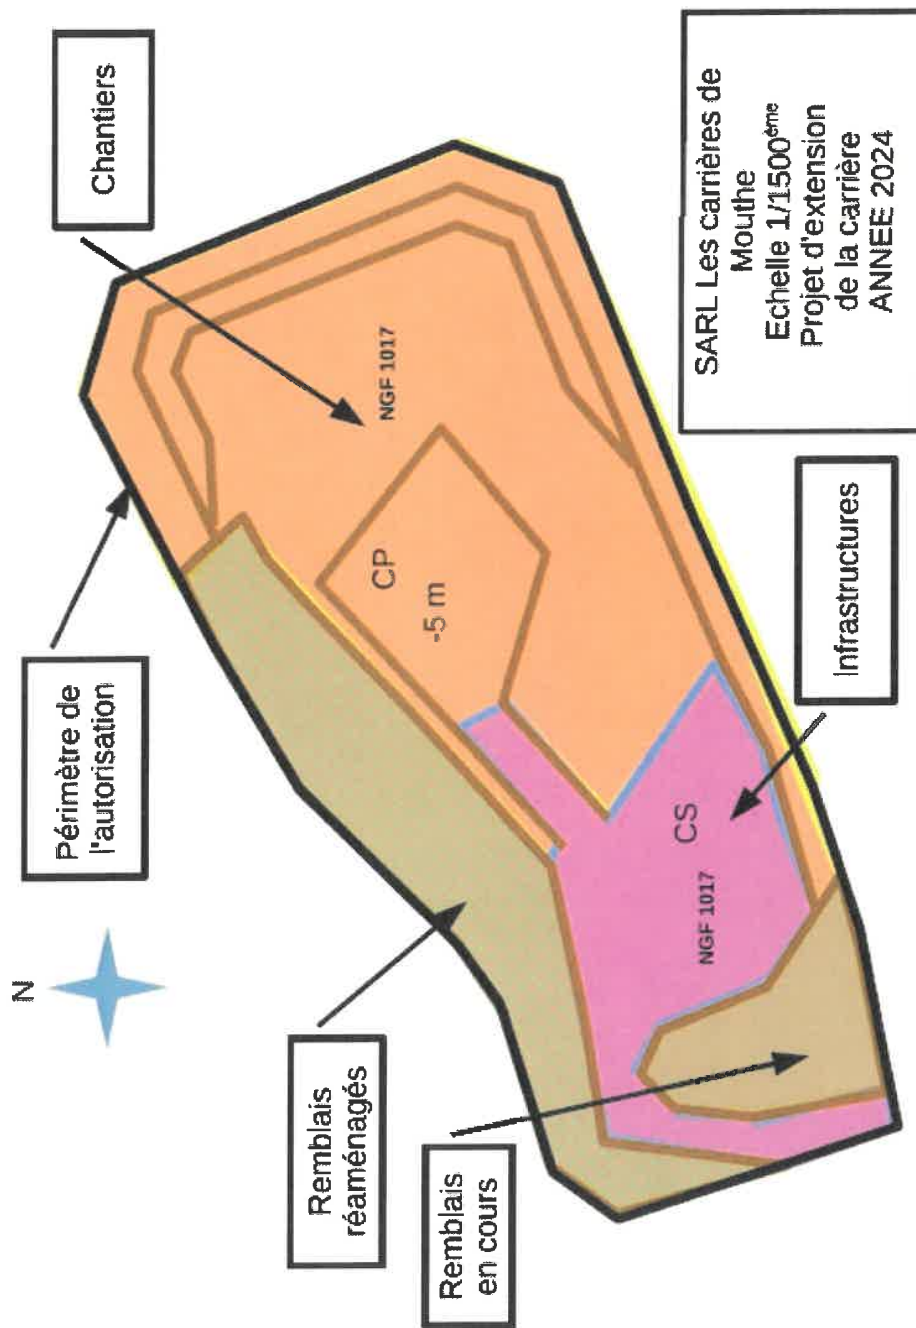 N
Périmètre de
l'autorisation
Chantiers
Remblais
réaménagés
Remblais
en cours
NGF 1017
CP
-5 m
CS
NGF 1017
Infrastructures
SARL Les carrières de
Mouthe
Echelle 1/1500ème
Projet d'extension
de la carrière
ANNEE 2024